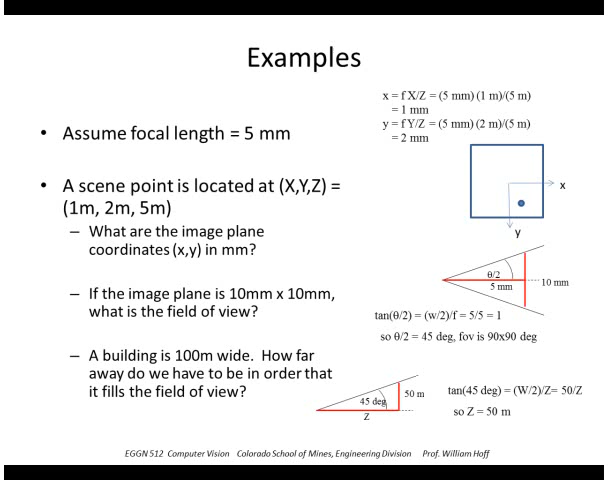 Examples
• Assume focal length = 5 mm
• A scene point is located at (X,Y,Z) =
(1m, 2m, 5m)
– What are the image plane
coordinates (x,y) in mm?
– If the image plane is 10mm x 10mm,
what is the field of view?
– A building is 100m wide. How far
away do we have to be in order that
it fills the field of view?
x = f X/Z = (5 mm) (1 m)/(5 m)
= 1 mm
y = f Y/Z = (5 mm) (2 m)/(5 m)
= 2 mm
x
y
θ/2
5 mm
10 mm
tan(θ/2) = (w/2)/f = 5/5 = 1
so θ/2 = 45 deg, fov is 90x90 deg
45 deg
50 m
Z
tan(45 deg) = (W/2)/Z= 50/Z
so Z = 50 m
EGGN 512 Computer Vision Colorado School of Mines, Engineering Division Prof. William Hoff